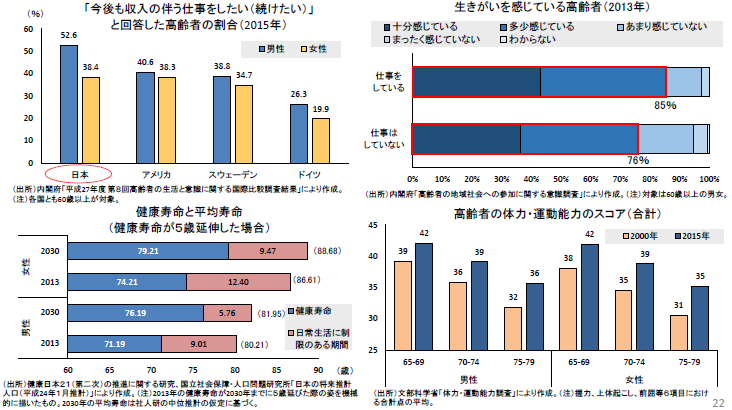 「今後も収入の伴う仕事をしたい（続けたい）」
と回答した高齢者の割合（2015年）
（%）
60
50
40
30
20
10
0
男性
女性
52.6
38.4
40.6
38.3
38.8
34.7
26.3
19.9
日本
アメリカ
スウェーデン
ドイツ
（出所）内閣府「平成27年度 第８回高齢者の生活と意識に関する国際比較調査結果」により作成。
（注）各国とも60歳以上が対象。
生きがいを感じている高齢者（2013年）
十分感じている
多少感じている
あまり感じていない
まったく感じていない
わからない
仕事を
している
85%
仕事は
していない
76%
0%
10%
20%
30%
40%
50%
60%
70%
80%
90%
100%
（出所）内閣府「高齢者の地域社会への参加に関する意識調査」により作成。（注）対象は60歳以上の男女。
健康寿命と平均寿命
（健康寿命が５歳延伸した場合）
女性
2030
79.21
9.47
(88.68)
2013
74.21
12.40
(86.61)
男性
2030
76.19
5.76
(81.95)
2013
71.19
9.01
(80.21)
健康寿命
日常生活に制
限のある期間
60
65
70
75
80
85
90
（歳）
（出所）健康日本２１（第二次）の推進に関する研究、国立社会保障・人口問題研究所「日本の将来推計
人口（平成24年１月推計）」により作成。（注）2013年の健康寿命が2030年までに５歳延びた際の姿を機械
的に描いたもの。2030年の平均寿命は社人研の中位推計の仮定に基づく。
高齢者の体力・運動能力のスコア（合計）
2000年
2015年
45
40
35
30
25
39
42
36
39
32
36
38
42
35
39
31
35
65-69
70-74
75-79
65-69
70-74
75-79
男性
女性
（出所）文部科学省「体力・運動能力調査」により作成。（注）握力、上体起こし、前屈等６項目におけ
る合計点の平均。
22